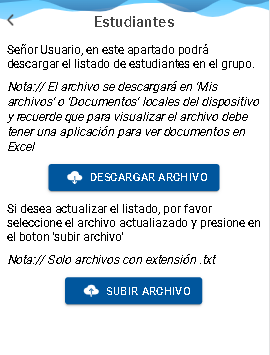 Estudiantes
Señor Usuario, en este apartado podrá
descargar el listado de estudiantes en el grupo.
Nota:// El archivo se descargará en 'Mis
archivos' o 'Documentos' locales del dispositivo
y recuerde que para visualizar el archivo debe
tener una aplicación para ver documentos en
Excel
DESCARGAR ARCHIVO
Si desea actualizar el listado, por favor
seleccione el archivo actualiazado y presione en
el boton 'subir archivo'
Nota:// Solo archivos con extensión .txt
SUBIR ARCHIVO